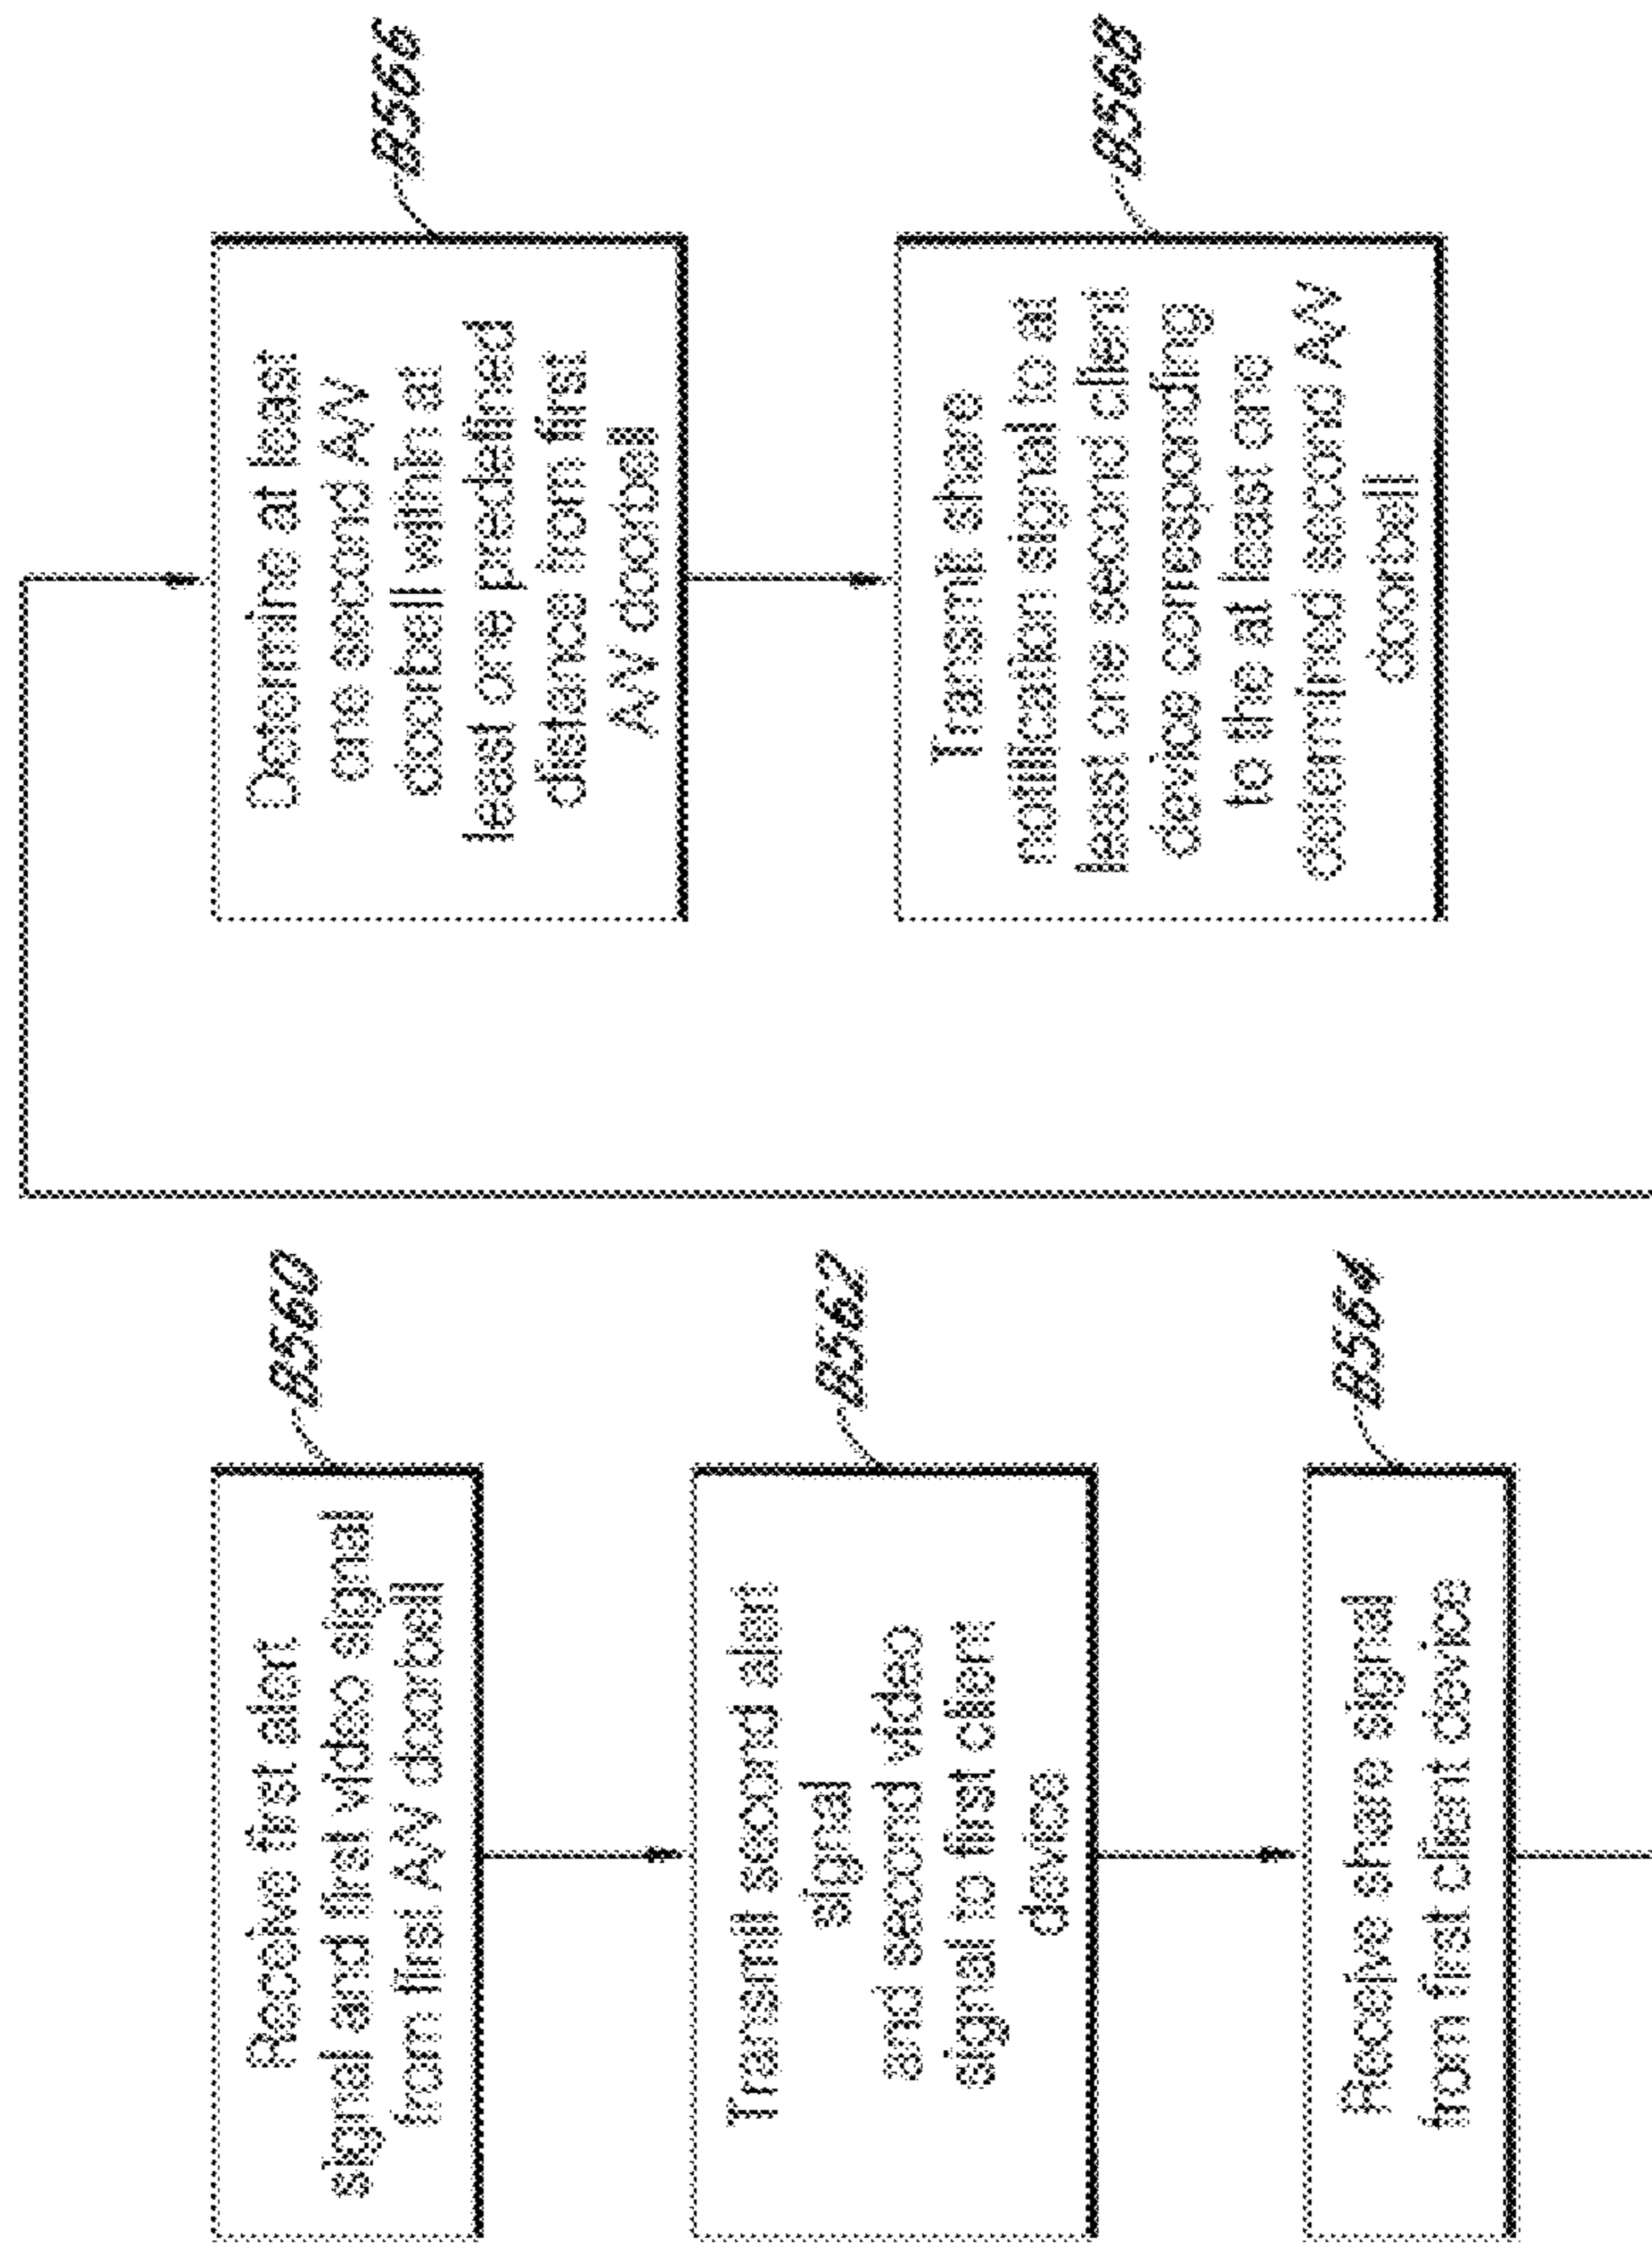 Receive first alert
signal and first video signal
from first A/V doorbell
B560
Transmit second alert
signal
and second video
signal to first client
device
B562
Receive share signal
from first client device
B564
Determine at least
one second A/V
doorbell within at
least one predefined
distance from first
A/V doorbell
B566
Transmit share
notification signal to at
least one second client
device corresponding
to the at least one
determined second A/V
doorbell
B568